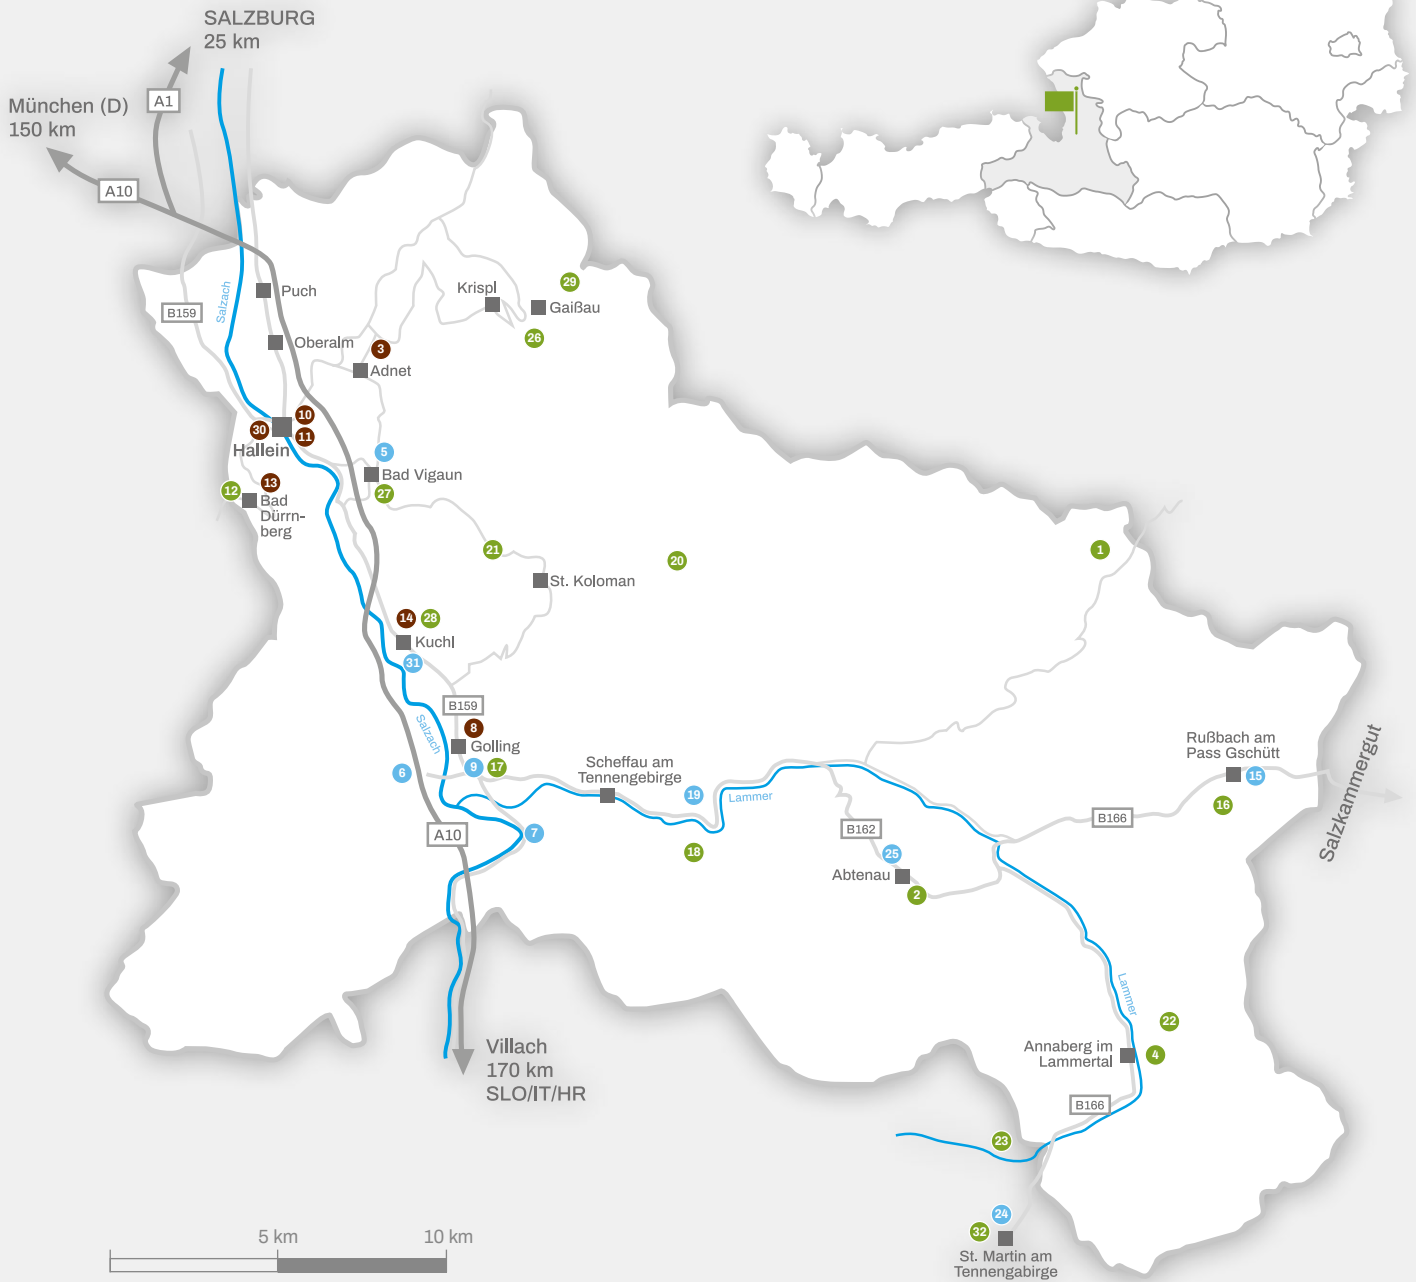 SALZBURG
25 km
A1
München (D)
150 km
A10
Salzach
B159
Puch
Oberalm
Krispl
29
Gaißau
26
3
Adnet
10
30
11
Hallein
5
Bad Vigaun
27
13
12
Bad
Dürrn-
berg
21
20
1
St. Koloman
14
28
Kuchl
31
B159
Salzach
8
Golling
6
9
17
Scheffau am
Tennengebirge
19
Lammer
A10
7
18
B162
25
Abtenau
2
Rußbach am
Pass Gschütt
15
16
B166
Salzkammergut
Lammer
22
Annaberg im
Lammertal
4
B166
23
Villach
170 km
SLO/IT/HR
24
32
St. Martin am
Tennengabirge
5 km
10 km